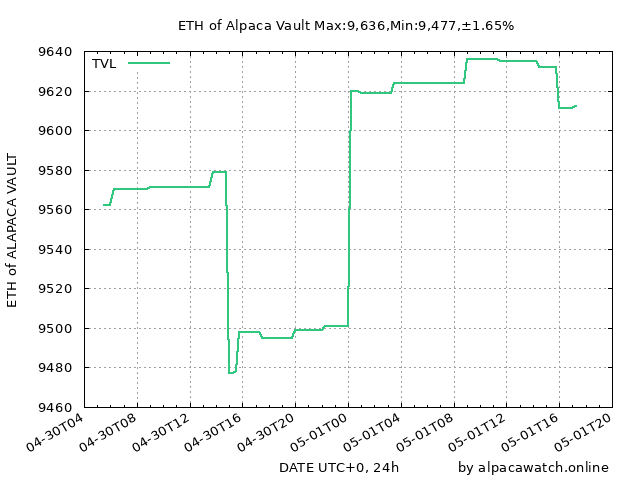 ETH of Alpaca Vault Max:9,636,Min:9,477,±1.65%
TVL
ETH of ALAPACA VAULT
9640
9620
9600
9580
9560
9540
9520
9500
9480
9460
04-30T04
04-30T08
04-30T12
04-30T16
04-30T20
05-01T00
05-01T04
05-01T08
05-01T12
05-01T16
05-01T20
DATE UTC+0, 24h
by alpacawatch.online